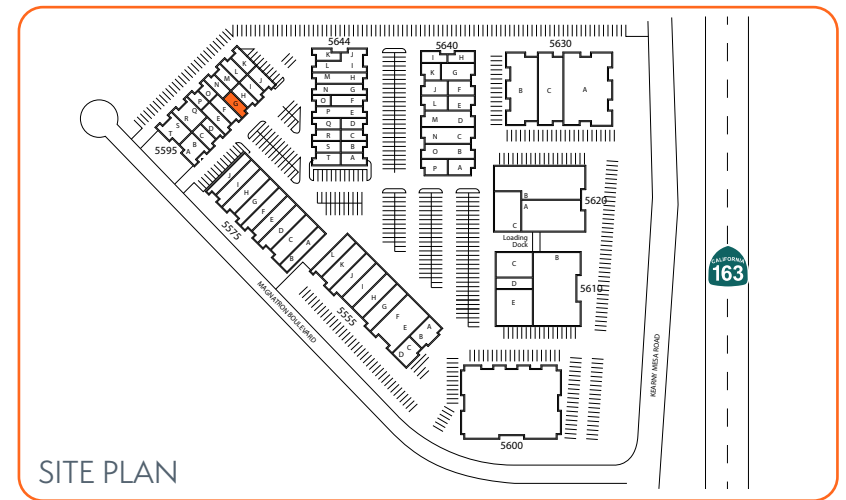 5644
K J
L I
M H
N G
O F
P E
Q D
R C
S B
T A
5640
I H
K G
J F
L E
M D
N C
O B
P A
5630
B C A
5595
K
L J
M I
N H
O G
P F
Q E
R D
S C
T B
A
5575
J
I
H
G
F
E
D
C A
B
5555
L
K
J
I
H
G
F
E A
B
C
D
5620
B
A
C
Loading
Dock
5610
C B
D
E
5600
MAGNATRON BOULEVARD
KEARNY MESA ROAD
CALIFORNIA
163
SITE PLAN